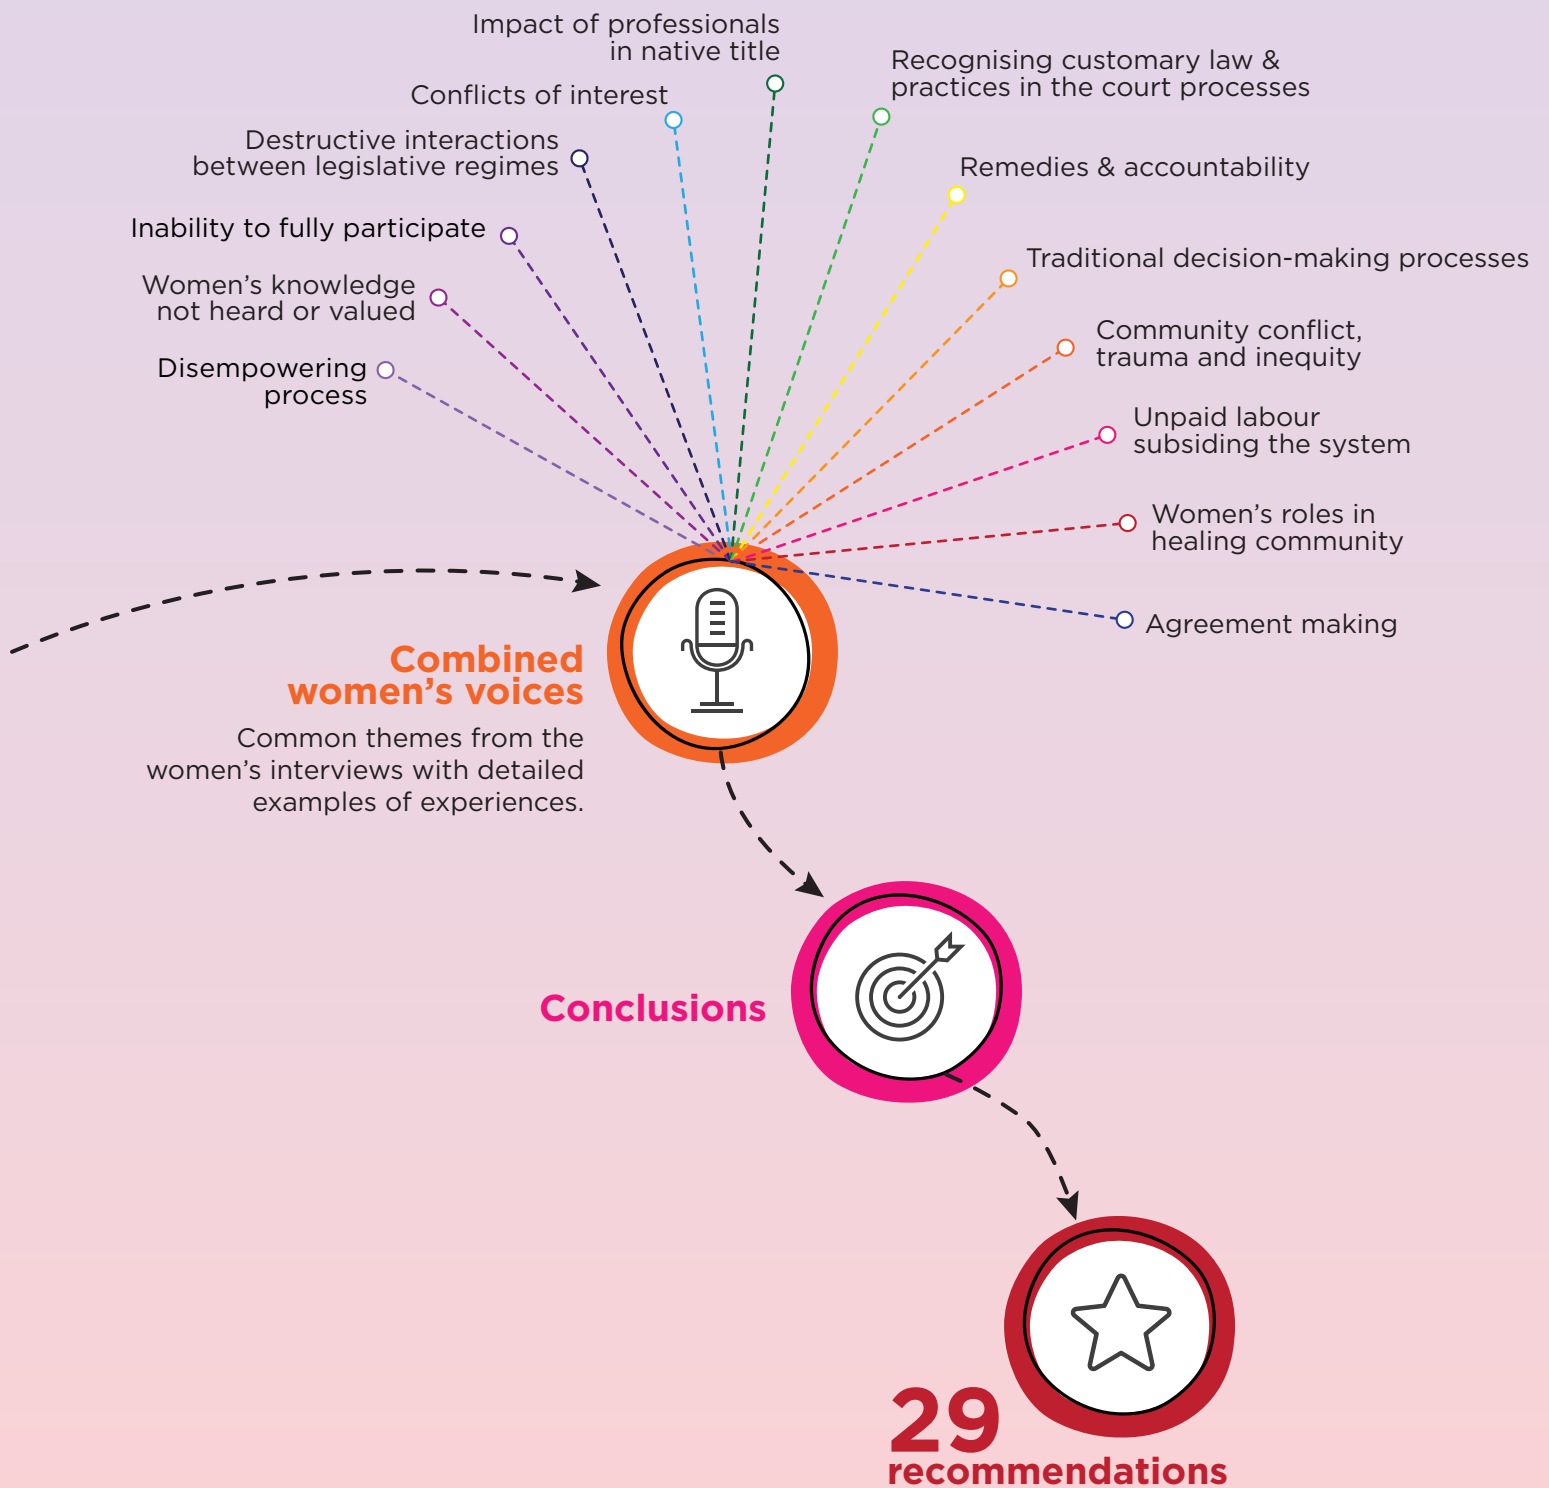 Impact of professionals
in native title
Recognising customary law &
practices in the court processes
Conflicts of interest
Destructive interactions
between legislative regimes
Remedies & accountability
Inability to fully participate
Traditional decision-making processes
Women’s knowledge
not heard or valued
Community conflict,
trauma and inequity
Disempowering
process
Unpaid labour
subsiding the system
Women’s roles in
healing community
Agreement making
Combined
women’s voices
Common themes from the
women’s interviews with detailed
examples of experiences.
Conclusions
29
recommendations